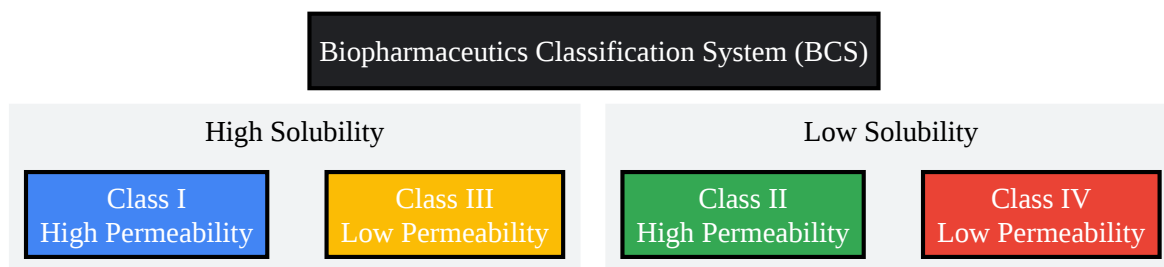 Biopharmaceutics Classification System (BCS)
High Solubility
Class I
High Permeability
Class III
Low Permeability
Low Solubility
Class II
High Permeability
Class IV
Low Permeability